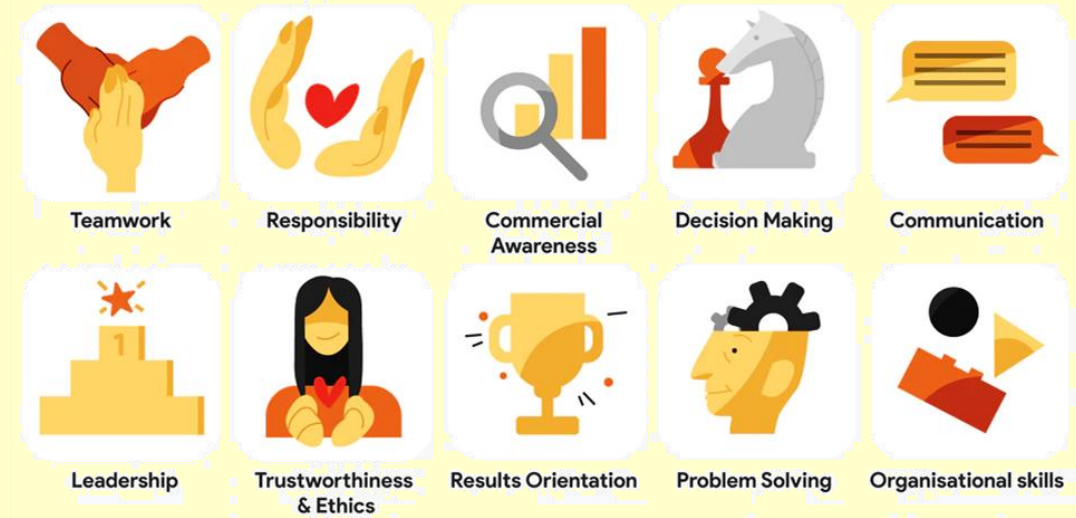 Teamwork
Responsibility
Commercial
Awareness
Decision Making
Communication
1
Leadership
Trustworthiness
& Ethics
Results Orientation
Problem Solving
Organisational skills